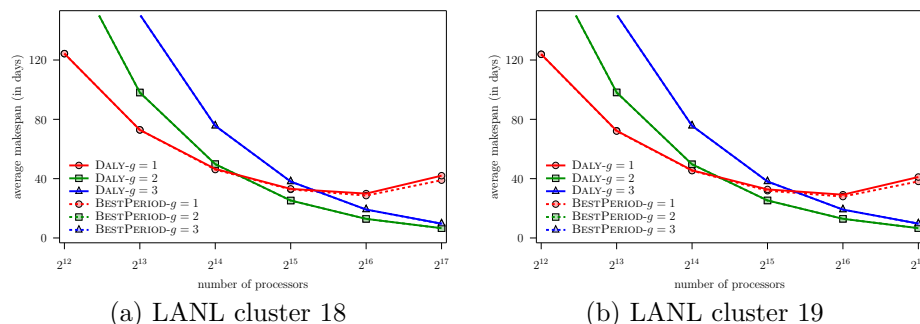 average makespan (in days)
120
80
40
0
DALY-g = 1
DALY-g = 2
DALY-g = 3
BESTPERIOD-g = 1
BESTPERIOD-g = 2
BESTPERIOD-g = 3
2^12 2^13 2^14 2^15 2^16 2^17
number of processors
(a) LANL cluster 18
average makespan (in days)
120
80
40
0
DALY-g = 1
DALY-g = 2
DALY-g = 3
BESTPERIOD-g = 1
BESTPERIOD-g = 2
BESTPERIOD-g = 3
2^12 2^13 2^14 2^15 2^16
number of processors
(b) LANL cluster 19